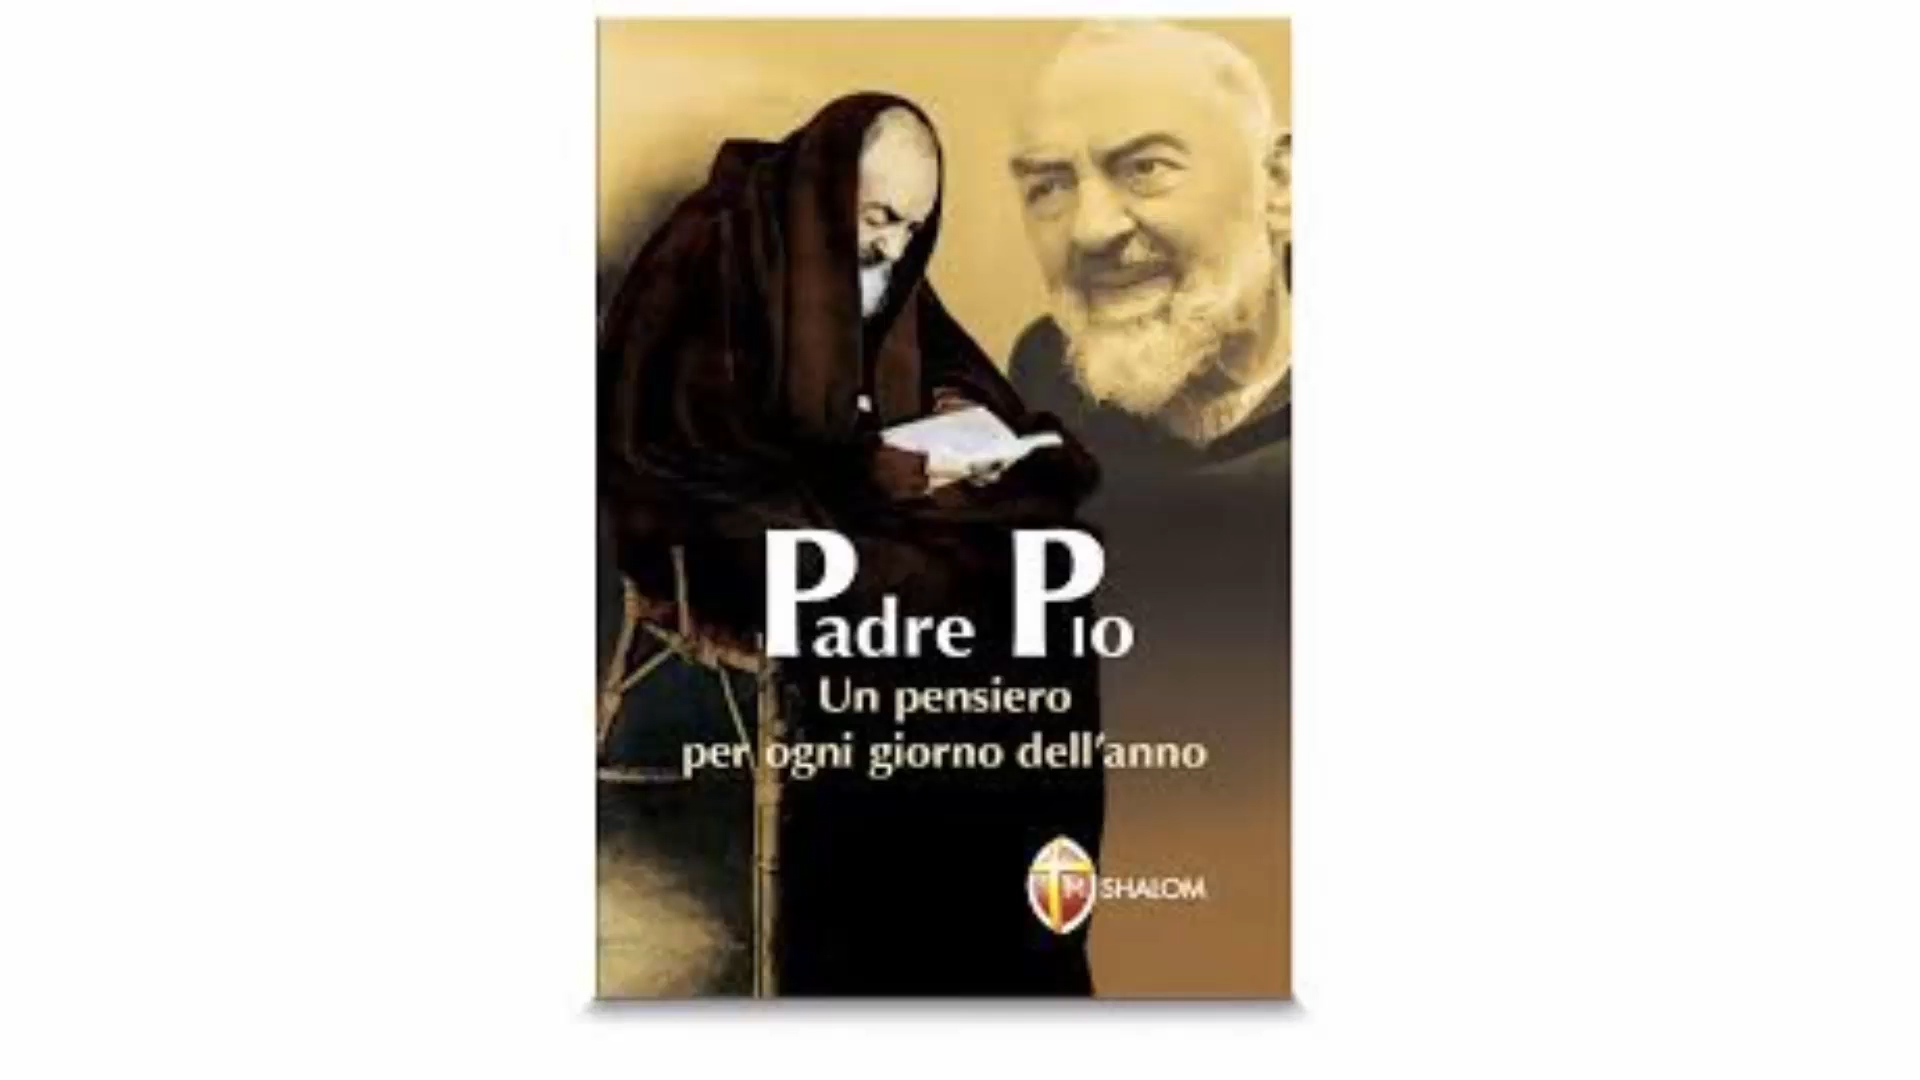 Padre Pio
Un pensiero
per ogni giorno dell'anno
SHALOM